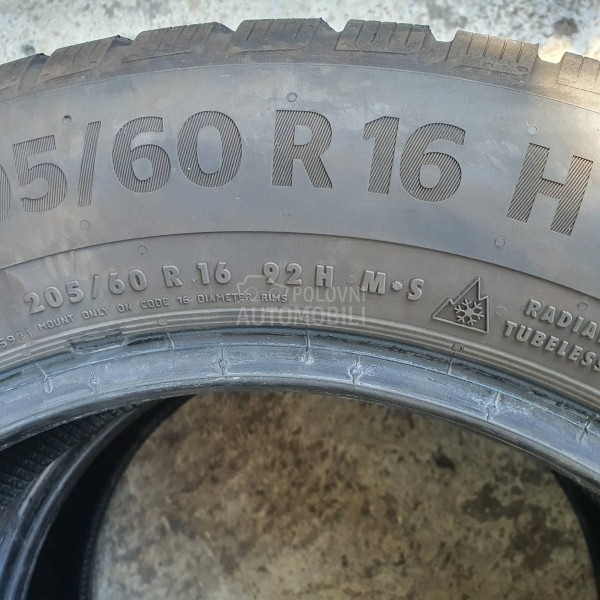 05/60 R 16 H
205/60 R 16 92 H M•S
MOUNT ONLY ON CODE 16 DIAMETER RIMS
RADIAL
TUBELESS
POLOVNI
AUTOMOBILI